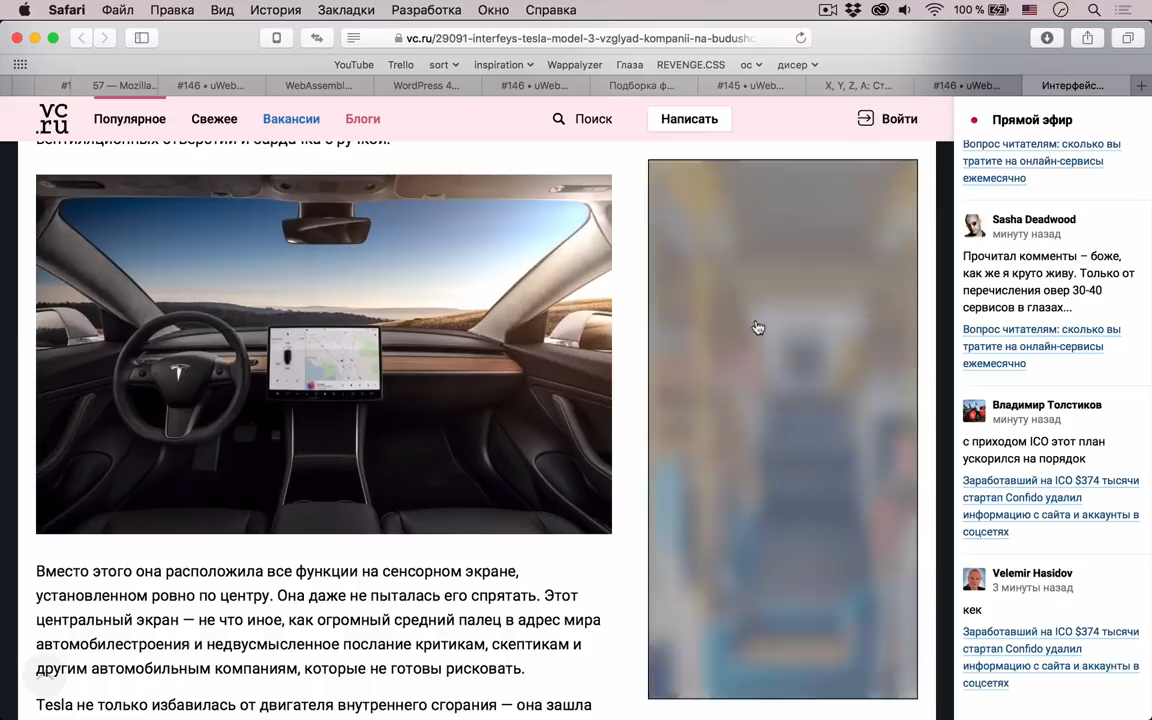 Safari Файл Правка Вид История Закладки Разработка Окно Справка 100 %
vc.ru/29091-interfeys-tesla-model-3-vzglyad-kompanii-na-budushc
YouTube Trello sort inspiration Wappalyzer Глаза REVENGE.CSS ос дисер
#1 57 — Mozilla... #146 • uWeb... WebAssembl... WordPress 4... #146 • uWeb... Подборка ф... #145 • uWeb... X, Y, Z, A: Ст... #146 • uWeb... Интерфейс...
vc
.ru
Популярное Свежее Вакансии Блоги Поиск Написать Войти
вентиляционных отверстий и бардачка с ручкой.
Вместо этого она расположила все функции на сенсорном экране,
установленном ровно по центру. Она даже не пыталась его спрятать. Этот
центральный экран — не что иное, как огромный средний палец в адрес мира
автомобилестроения и недвусмысленное послание критикам, скептикам и
другим автомобильным компаниям, которые не готовы рисковать.
Tesla не только избавилась от двигателя внутреннего сгорания — она зашла
Прямой эфир
Вопрос читателям: сколько вы
тратите на онлайн-сервисы
ежемесячно
Sasha Deadwood
минуту назад
Прочитал комменты – боже,
как же я круто живу. Только от
перечисления овер 30-40
сервисов в глазах...
Вопрос читателям: сколько вы
тратите на онлайн-сервисы
ежемесячно
Владимир Толстиков
минуту назад
с приходом ICO этот план
ускорился на порядок
Заработавший на ICO $374 тысячи
стартап Confido удалил
информацию с сайта и аккаунты в
соцсетях
Velemir Hasidov
3 минуты назад
кек
Заработавший на ICO $374 тысячи
стартап Confido удалил
информацию с сайта и аккаунты в
соцсетях